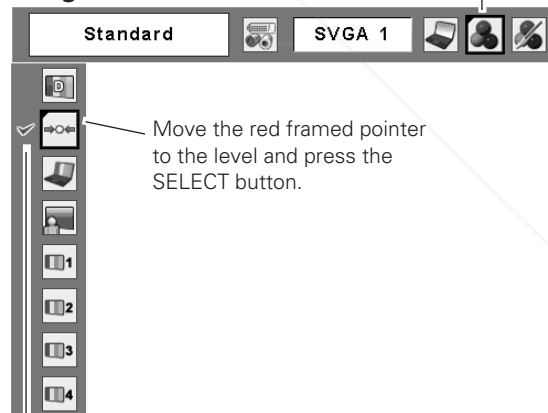 Standard
SVGA 1
D
Move the red framed pointer
to the level and press the
SELECT button.
1
2
3
4